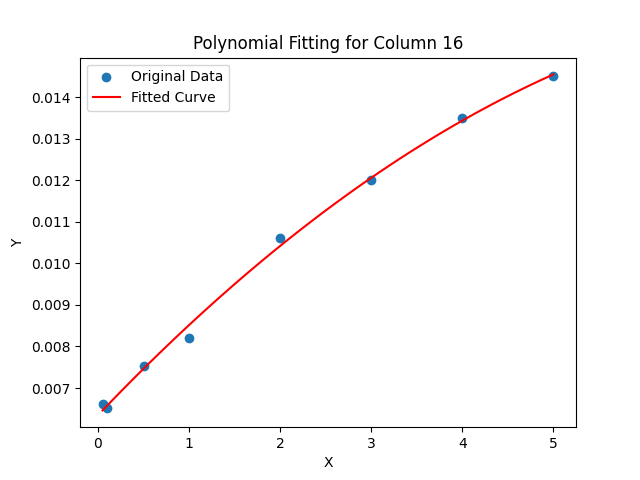 Polynomial Fitting for Column 16
Original Data
Fitted Curve
0.014
0.013
0.012
0.011
0.010
0.009
0.008
0.007
Y
0 1 2 3 4 5
X